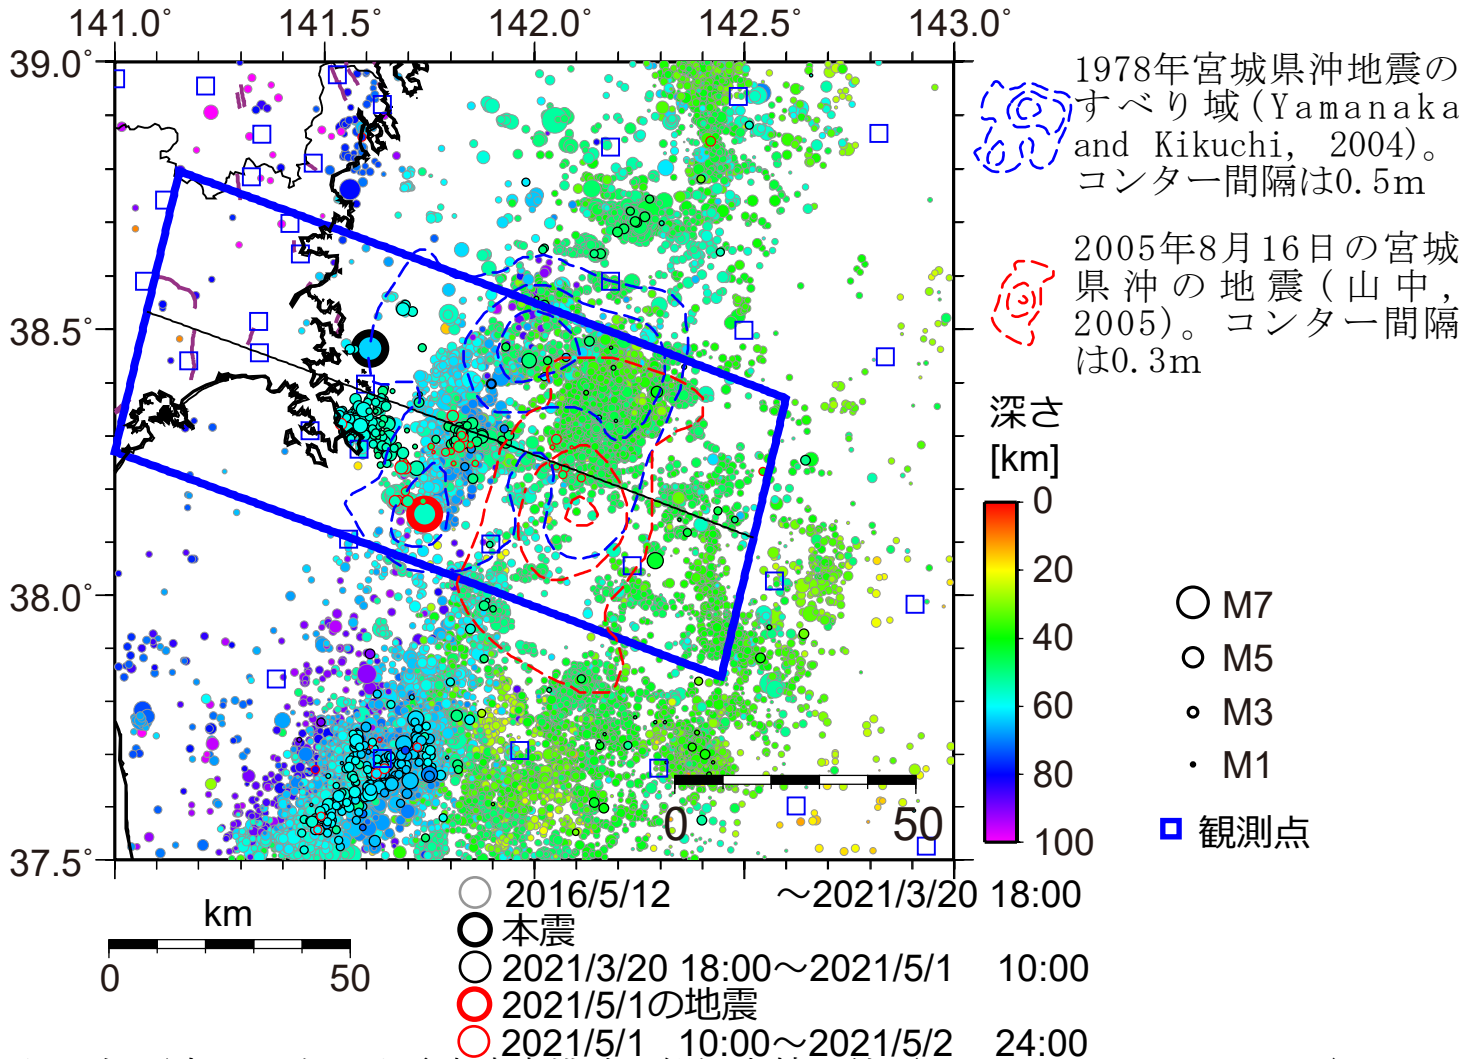 141.0° 141.5° 142.0° 142.5° 143.0°
39.0°
38.5°
38.0°
37.5°
1978年宮城県沖地震の
すべり域(Yamanaka
and Kikuchi, 2004)。
コンター間隔は0.5m
2005年8月16日の宮城
県沖の地震(山中,
2005)。コンター間隔
は0.3m
深さ
[km]
0
20
40
60
80
100
M7
M5
M3
M1
観測点
0 50
km
0 50
2016/5/12 ～2021/3/20 18:00
本震
2021/3/20 18:00～2021/5/1 10:00
2021/5/1の地震
2021/5/1 10:00～2021/5/2 24:00